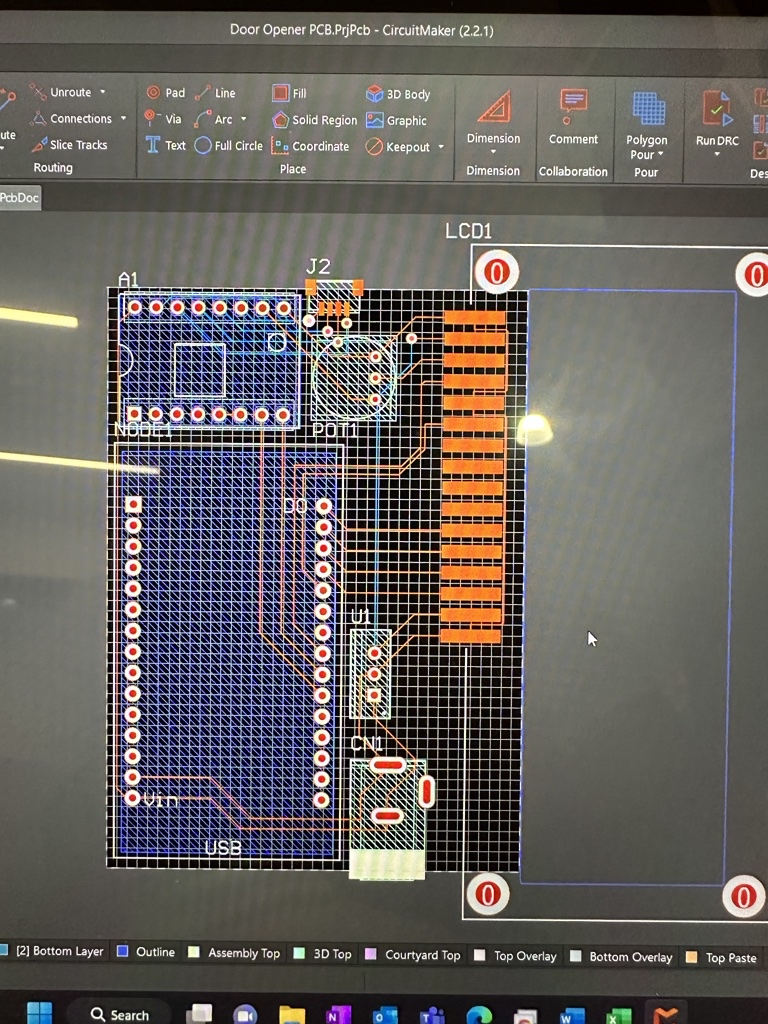 Door Opener PCB.PrjPcb - CircuitMaker (2.2.1)
Unroute
Pad
Line
Fill
3D Body
Connections
Via
Arc
Solid Region
Graphic
Dimension
Comment
Polygon
Pour
Run DRC
Slice Tracks
Text
Full Circle
Coordinate
Keepout
Routing
Place
Dimension
Collaboration
Pour
PcbDoc
LCD1
J2
A1
0
POT1
D0
U1
CN1
Vin
USB
0
0
[2] Bottom Layer
Outline
Assembly Top
3D Top
Courtyard Top
Top Overlay
Bottom Overlay
Top Paste
Search